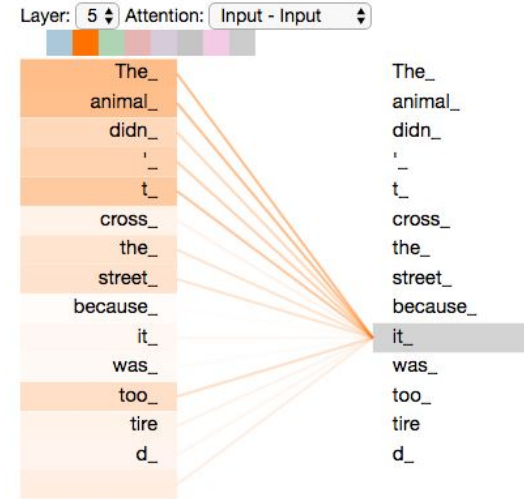 Layer: 5 Attention: Input - Input
The_ The_
animal_ animal_
didn_ didn_
'_ '_
t_ t_
cross_ cross_
the_ the_
street_ street_
because_ because_
it_ it_
was_ was_
too_ too_
tire tire
d_ d_